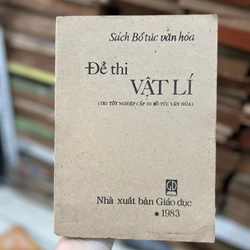 Sách Bổ túc văn hóa
Đề thi
VẬT LÍ
(THI TỐT NGHIỆP CẤP III BỔ TÚC VĂN HÓA)
Nhà xuất bản Giáo dục
• 1983